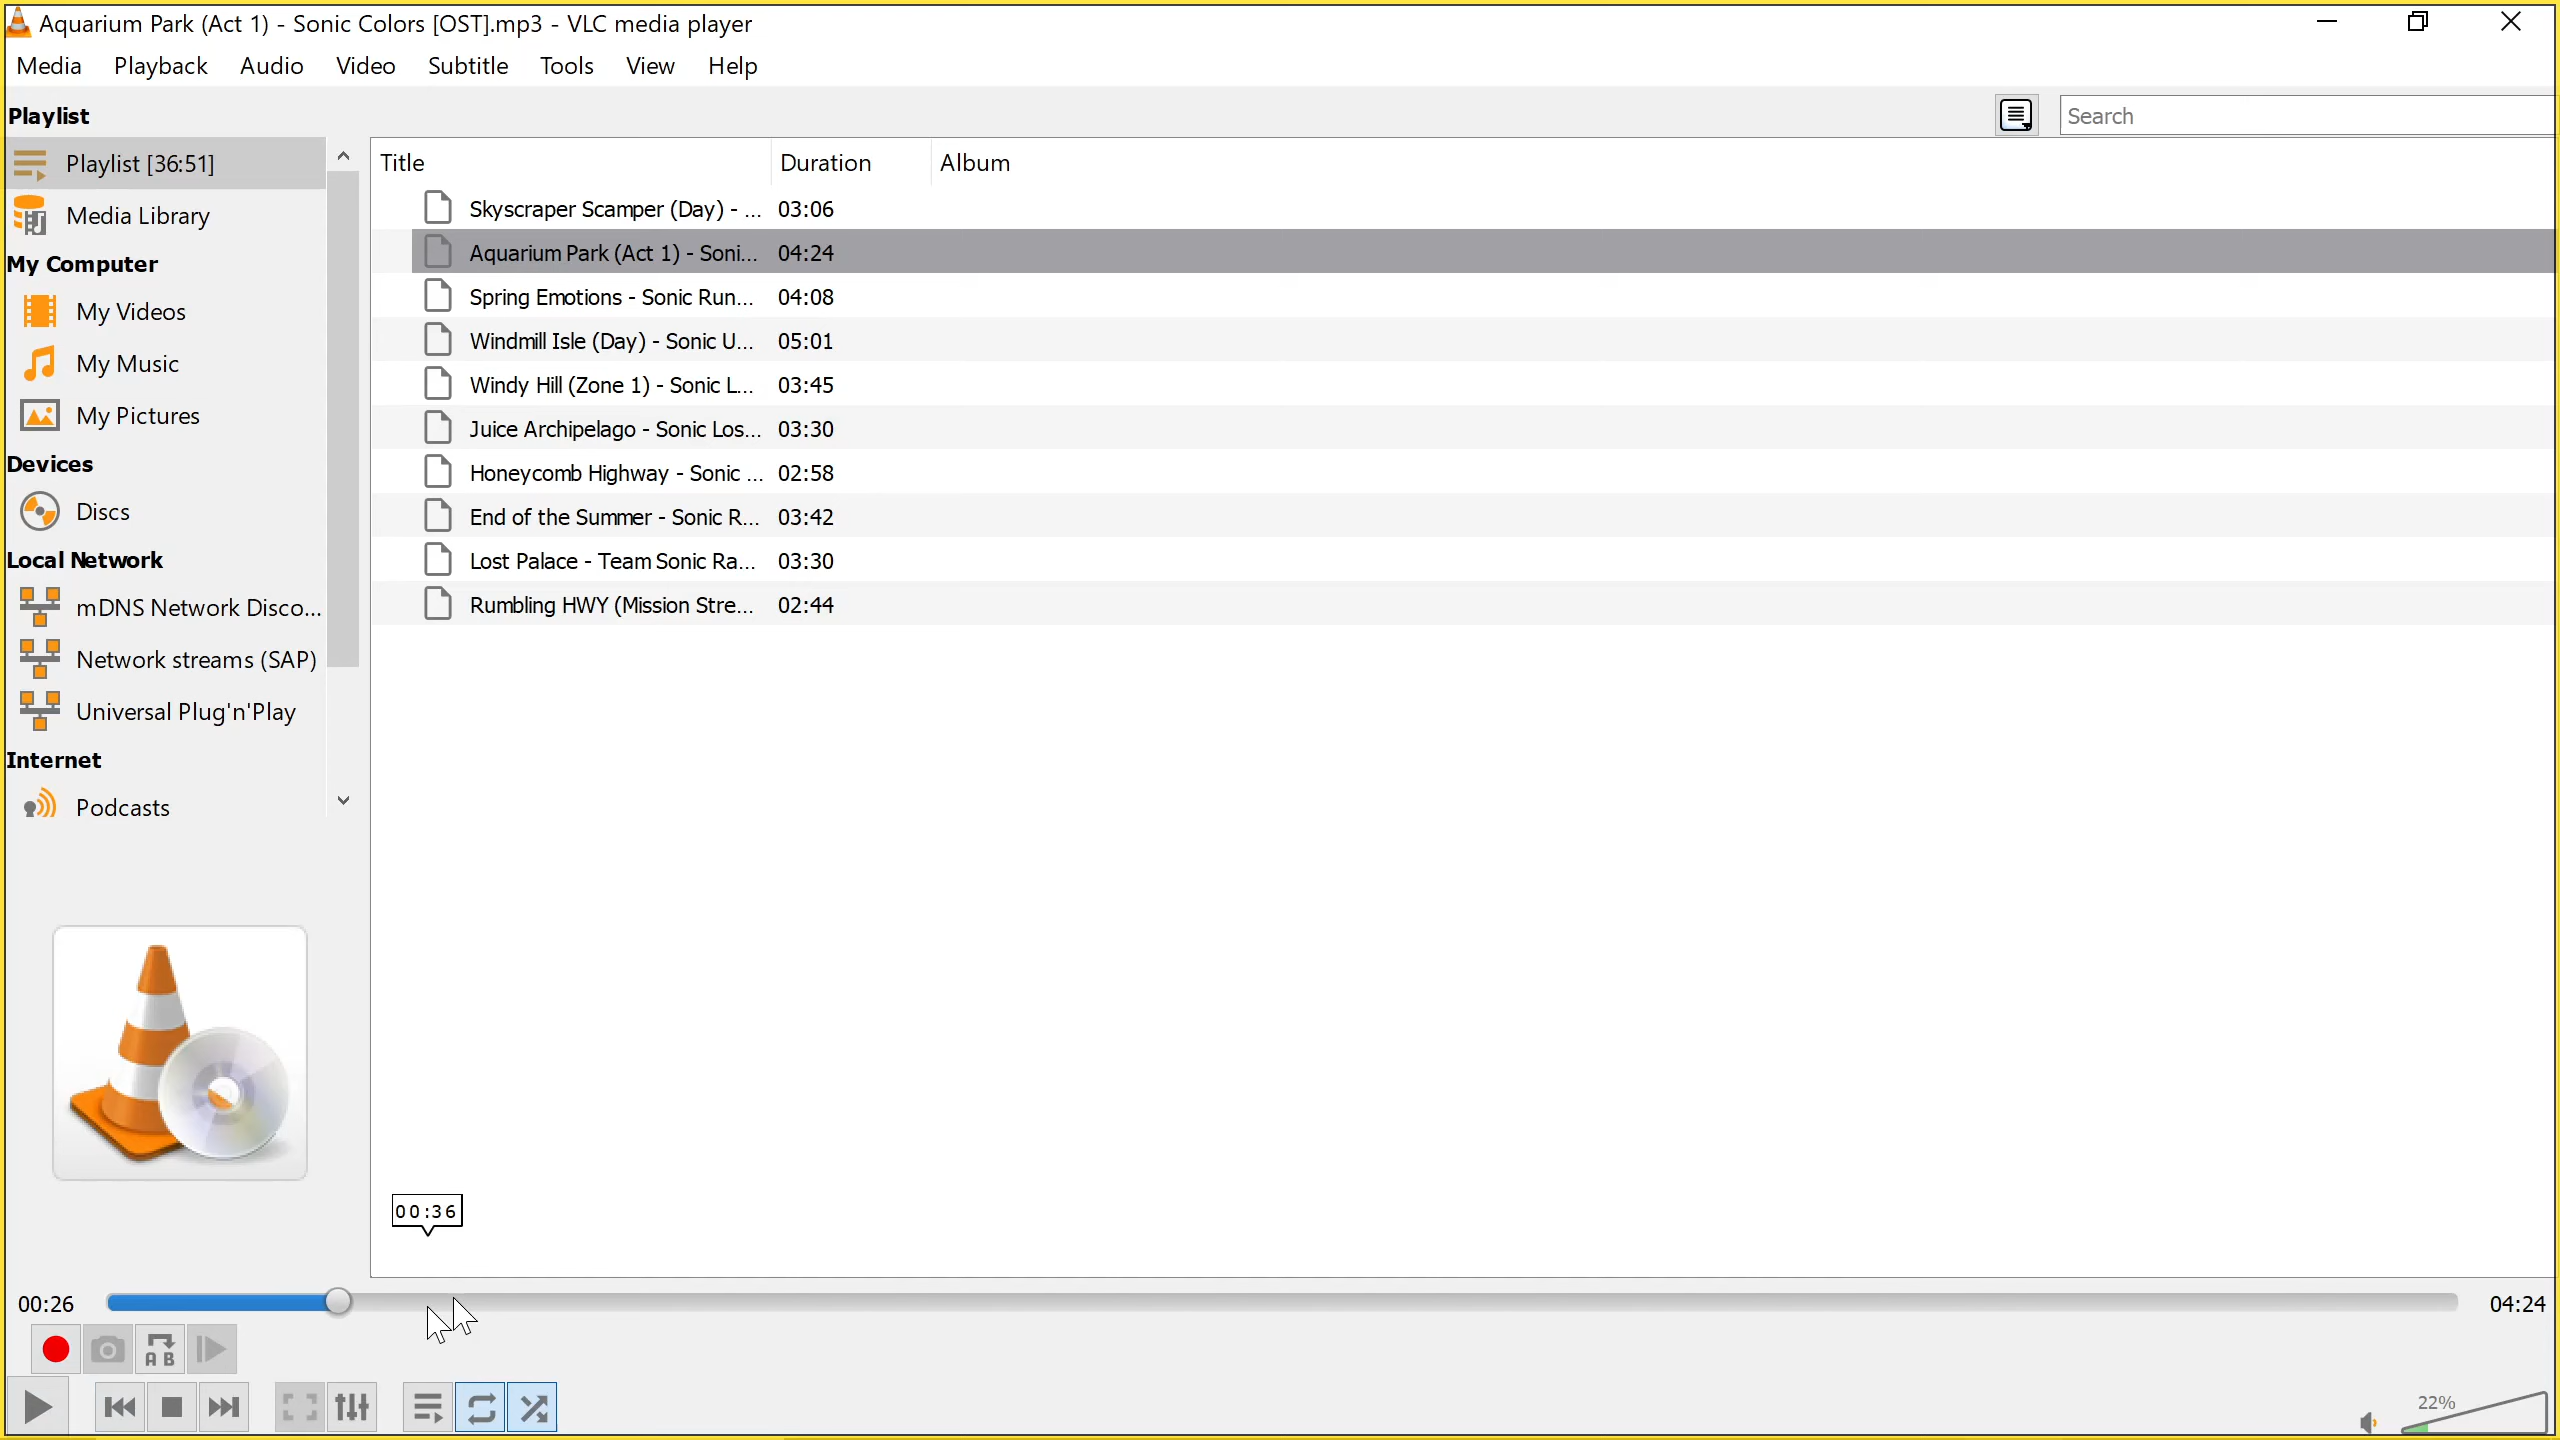 Aquarium Park (Act 1) - Sonic Colors [OST].mp3 - VLC media player
Media Playback Audio Video Subtitle Tools View Help
Playlist
Search
Playlist [36:51]
Media Library
My Computer
My Videos
My Music
My Pictures
Devices
Discs
Local Network
mDNS Network Disco...
Network streams (SAP)
Universal Plug'n'Play
Internet
Podcasts
Title Duration Album
Skyscraper Scamper (Day) - ... 03:06
Aquarium Park (Act 1) - Soni... 04:24
Spring Emotions - Sonic Run... 04:08
Windmill Isle (Day) - Sonic U... 05:01
Windy Hill (Zone 1) - Sonic L... 03:45
Juice Archipelago - Sonic Los... 03:30
Honeycomb Highway - Sonic ... 02:58
End of the Summer - Sonic R... 03:42
Lost Palace - Team Sonic Ra... 03:30
Rumbling HWY (Mission Stre... 02:44
00:36
00:26 04:24
A B
22%